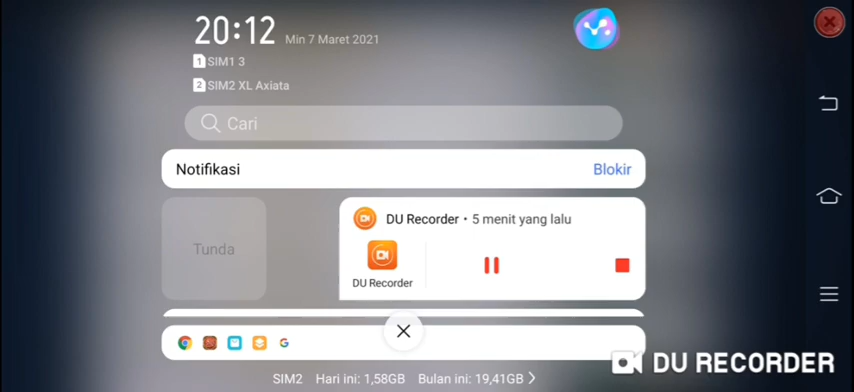 20:12 Min 7 Maret 2021
1 SIM1 3
2 SIM2 XL Axiata
Cari
Notifikasi Blokir
Tunda
DU Recorder • 5 menit yang lalu
DU Recorder
SIM2 Hari ini: 1,58GB Bulan ini: 19,41GB
DU RECORDER